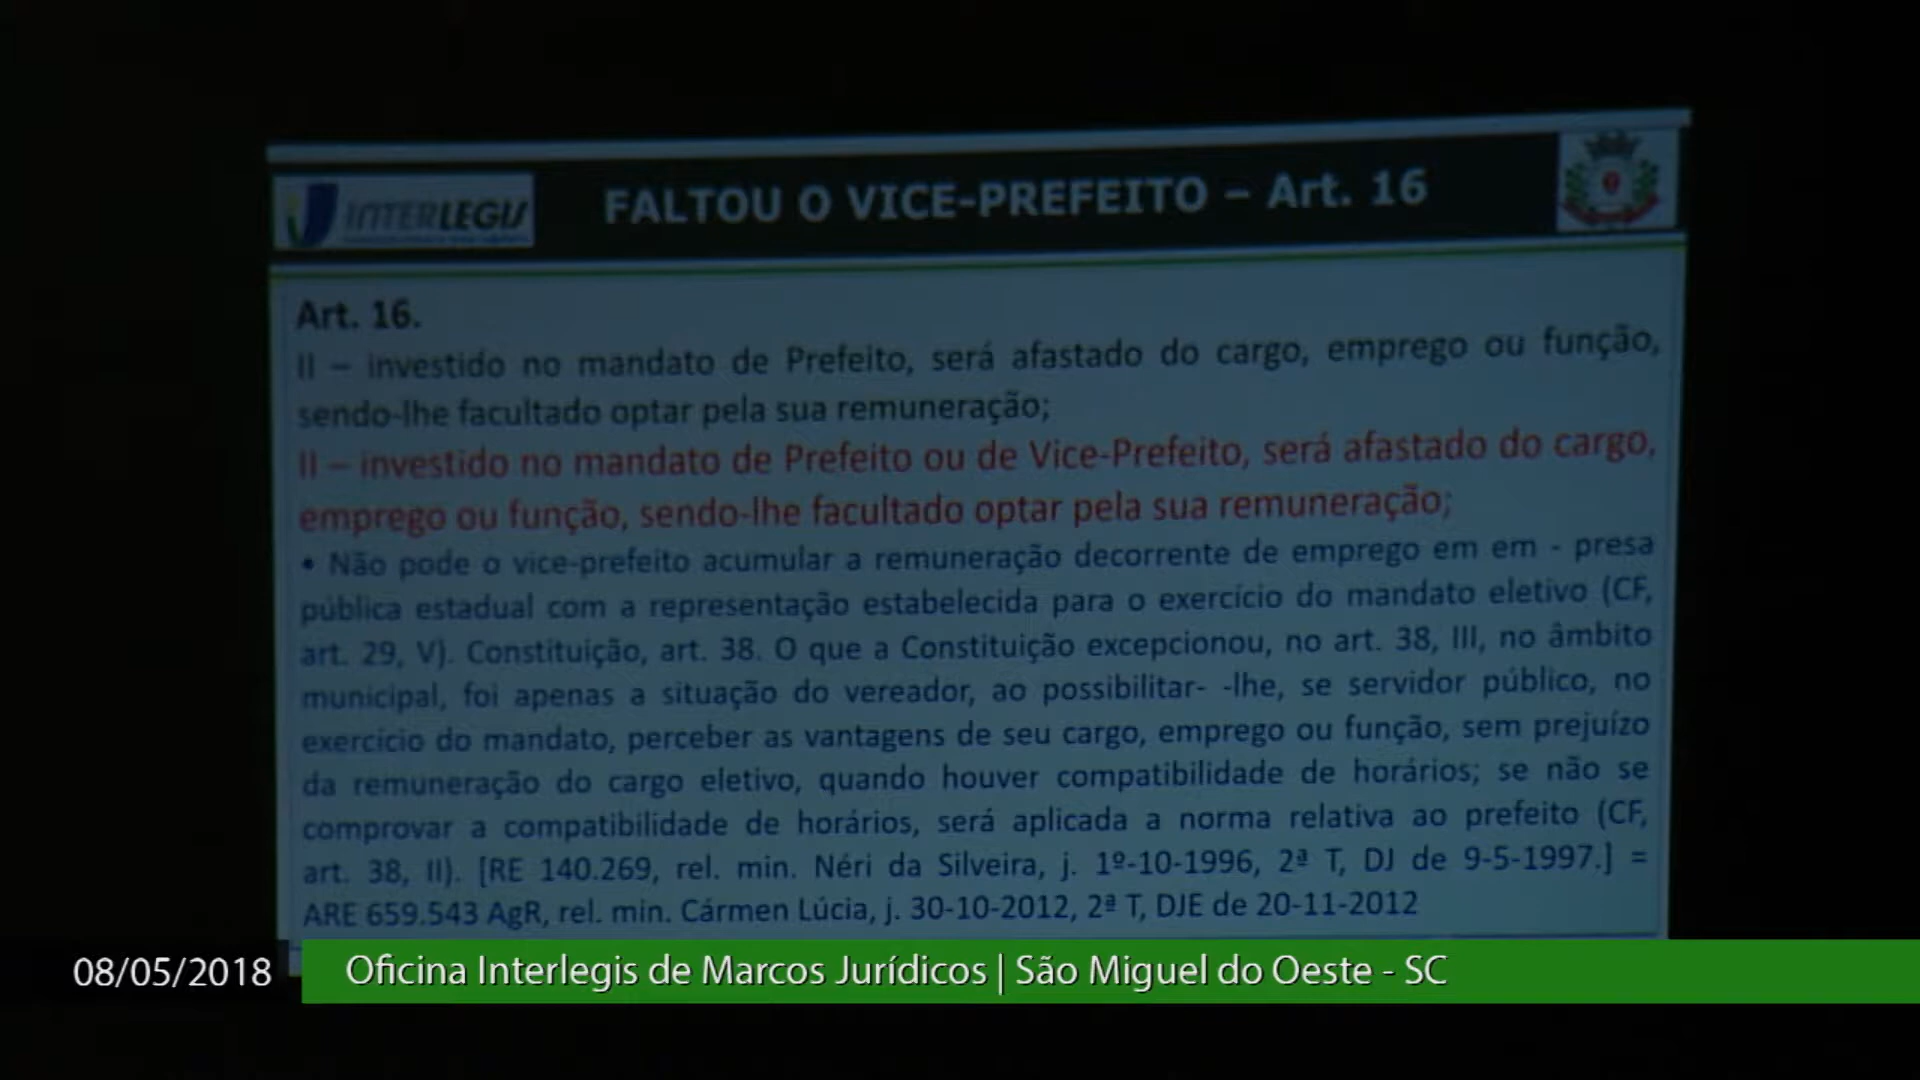 INTERLEGIS
FALTOU O VICE-PREFEITO – Art. 16
Art. 16.
II – investido no mandato de Prefeito, será afastado do cargo, emprego ou função,
sendo-lhe facultado optar pela sua remuneração;
II – investido no mandato de Prefeito ou de Vice-Prefeito, será afastado do cargo,
emprego ou função, sendo-lhe facultado optar pela sua remuneração;
• Não pode o vice-prefeito acumular a remuneração decorrente de emprego em em - presa
pública estadual com a representação estabelecida para o exercício do mandato eletivo (CF,
art. 29, V). Constituição, art. 38. O que a Constituição excepcionou, no art. 38, III, no âmbito
municipal, foi apenas a situação do vereador, ao possibilitar- -lhe, se servidor público, no
exercício do mandato, perceber as vantagens de seu cargo, emprego ou função, sem prejuízo
da remuneração do cargo eletivo, quando houver compatibilidade de horários; se não se
comprovar a compatibilidade de horários, será aplicada a norma relativa ao prefeito (CF,
art. 38, II). [RE 140.269, rel. min. Néri da Silveira, j. 1º-10-1996, 2ª T, DJ de 9-5-1997.] =
ARE 659.543 AgR, rel. min. Cármen Lúcia, j. 30-10-2012, 2ª T, DJE de 20-11-2012
08/05/2018
Oficina Interlegis de Marcos Jurídicos | São Miguel do Oeste - SC